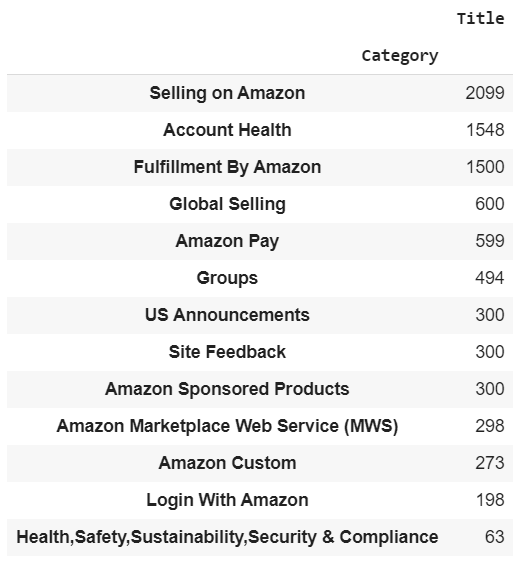 Title
Category
Selling on Amazon 2099
Account Health 1548
Fulfillment By Amazon 1500
Global Selling 600
Amazon Pay 599
Groups 494
US Announcements 300
Site Feedback 300
Amazon Sponsored Products 300
Amazon Marketplace Web Service (MWS) 298
Amazon Custom 273
Login With Amazon 198
Health,Safety,Sustainability,Security & Compliance 63